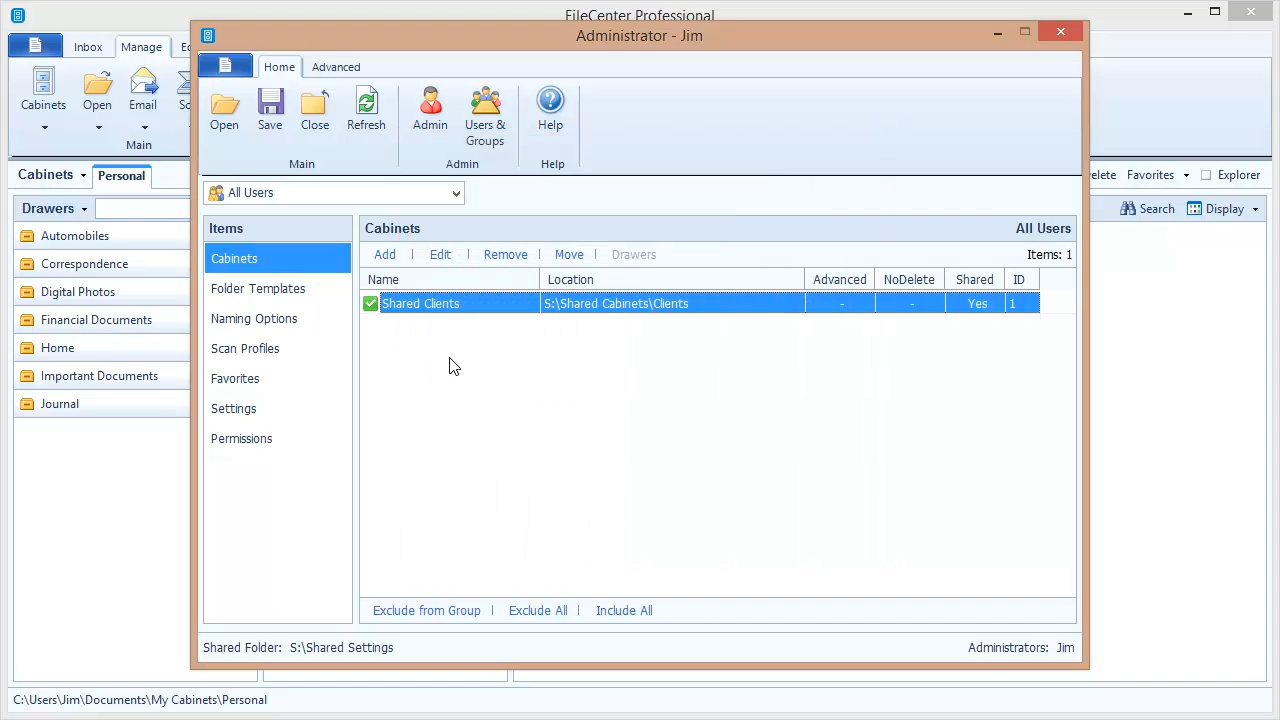 FileCenter Professional
Inbox Manage Ed
Cabinets Open Email Sc
Main
Cabinets Personal
elete Favorites Explorer
Drawers
Search Display
Automobiles
Correspondence
Digital Photos
Financial Documents
Home
Important Documents
Journal
C:\Users\Jim\Documents\My Cabinets\Personal
Administrator - Jim
Home Advanced
Open Save Close Refresh Admin Users & Groups Help
Main Admin Help
All Users
Items
Cabinets
Folder Templates
Naming Options
Scan Profiles
Favorites
Settings
Permissions
Cabinets All Users
Add | Edit | Remove | Move | Drawers Items: 1
Name Location Advanced NoDelete Shared ID
Shared Clients S:\Shared Cabinets\Clients - - Yes 1
Exclude from Group | Exclude All | Include All
Shared Folder: S:\Shared Settings Administrators: Jim